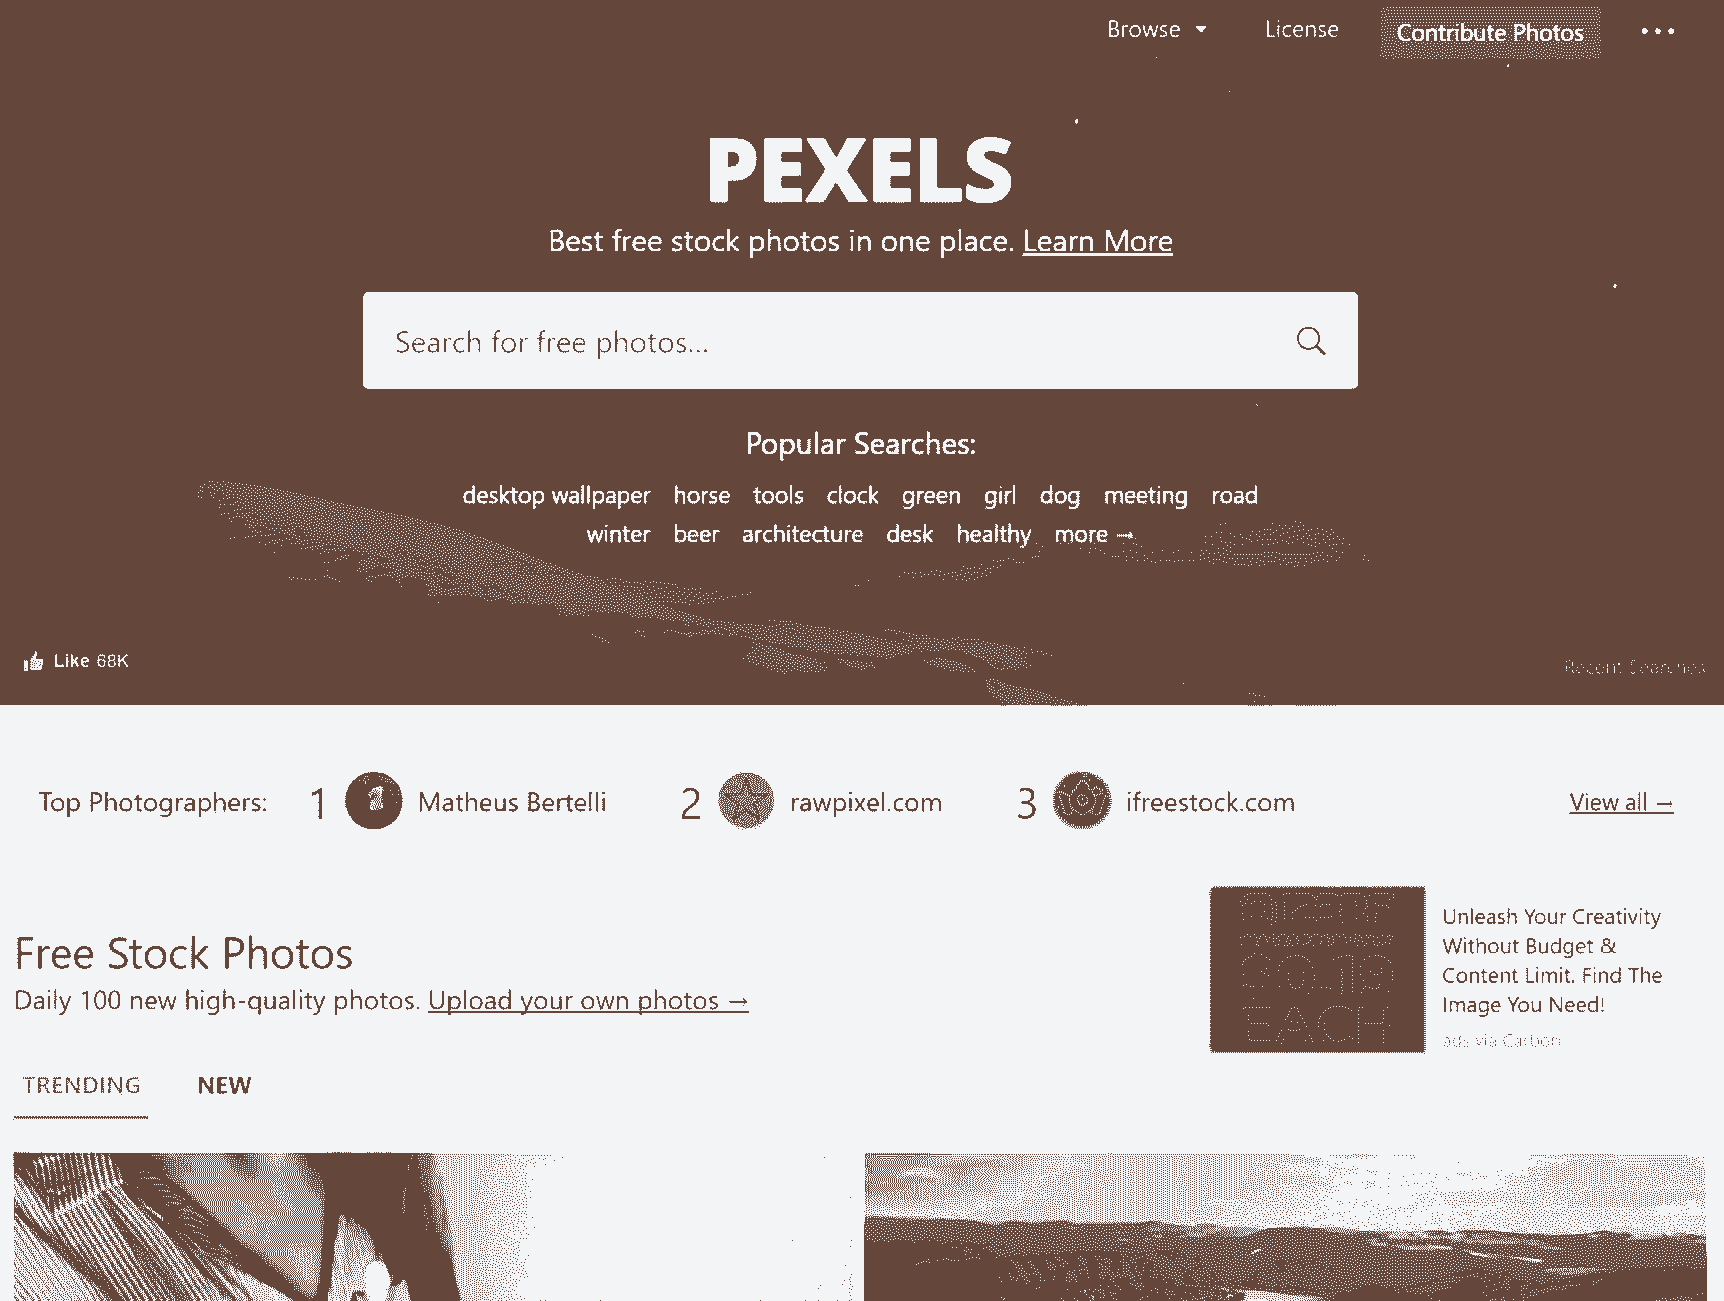 Browse License Contribute Photos
PEXELS
Best free stock photos in one place. Learn More
Search for free photos...
Popular Searches:
desktop wallpaper horse tools clock green girl dog meeting road
winter beer architecture desk healthy more →
Like 68K
Recent Searches
Top Photographers: 1 Matheus Bertelli 2 rawpixel.com 3 ifreestock.com View all →
Free Stock Photos
Daily 100 new high-quality photos. Upload your own photos →
EACH
Unleash Your Creativity
Without Budget &
Content Limit. Find The
Image You Need!
ads via Carbon
TRENDING NEW